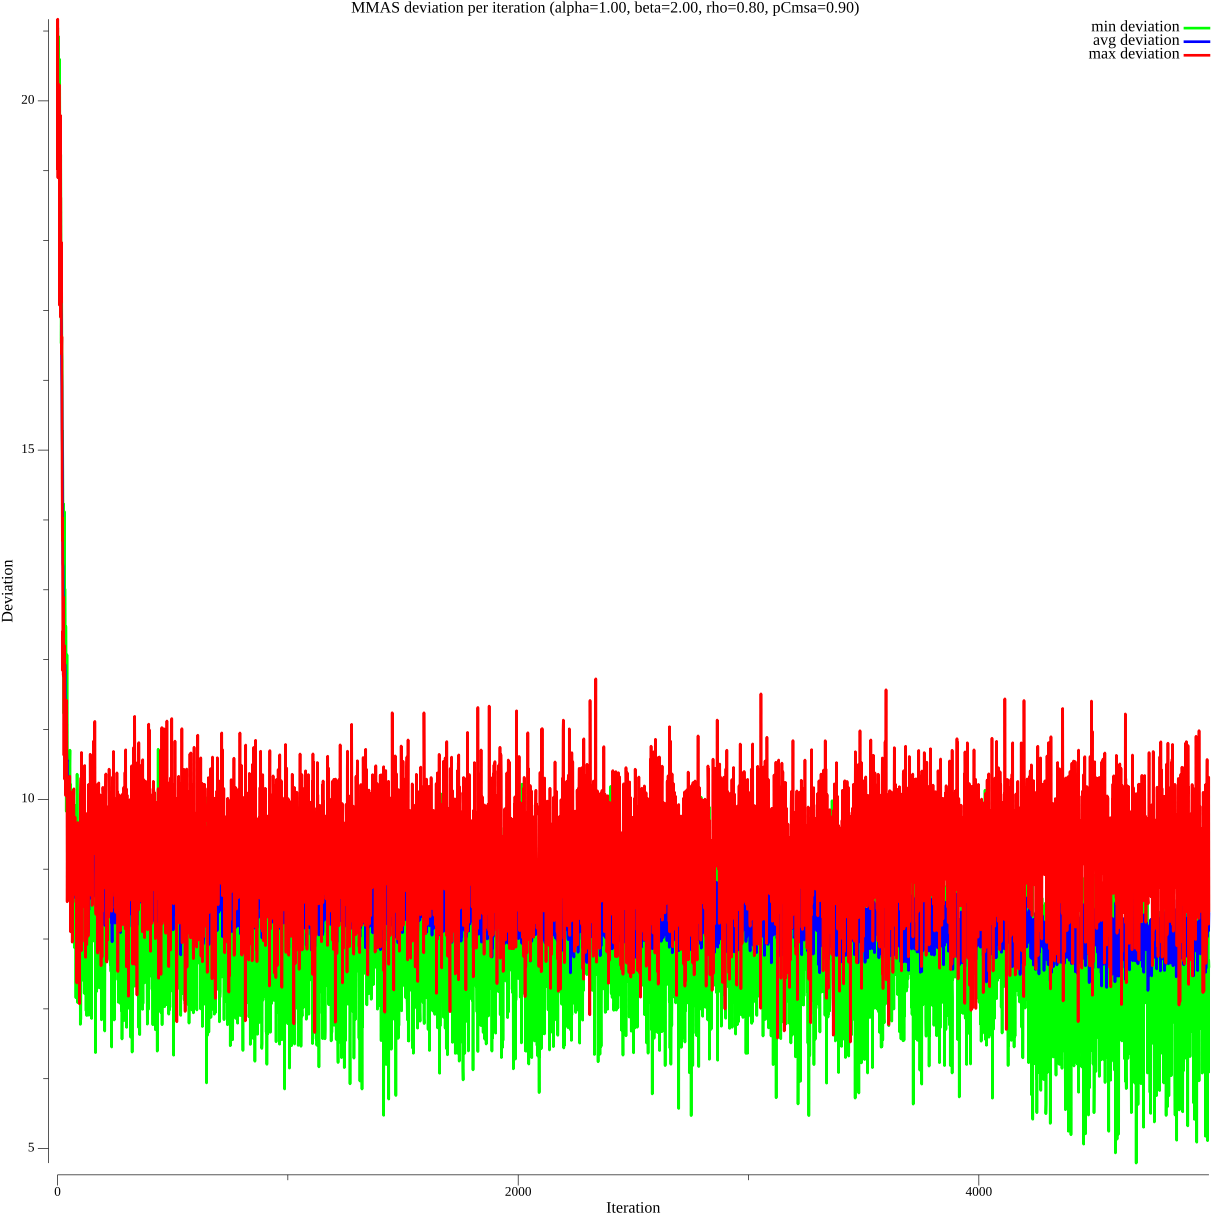 MMAS deviation per iteration (alpha=1.00, beta=2.00, rho=0.80, pCmsa=0.90)
min deviation
avg deviation
max deviation
20
15
10
5
Deviation
0
2000
4000
Iteration